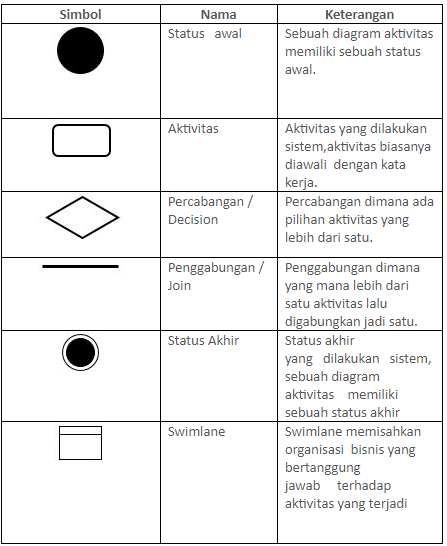 Simbol Nama Keterangan
Status awal
Sebuah diagram aktivitas
memiliki sebuah status
awal.
Aktivitas
Aktivitas yang dilakukan
sistem,aktivitas biasanya
diawali dengan kata
kerja.
Percabangan /
Decision
Percabangan dimana ada
pilihan aktivitas yang
lebih dari satu.
Penggabungan /
Join
Penggabungan dimana
yang mana lebih dari
satu aktivitas lalu
digabungkan jadi satu.
Status Akhir
Status akhir
yang dilakukan sistem,
sebuah diagram
aktivitas memiliki
sebuah status akhir
Swimlane
Swimlane memisahkan
organisasi bisnis yang
bertanggung
jawab terhadap
aktivitas yang terjadi